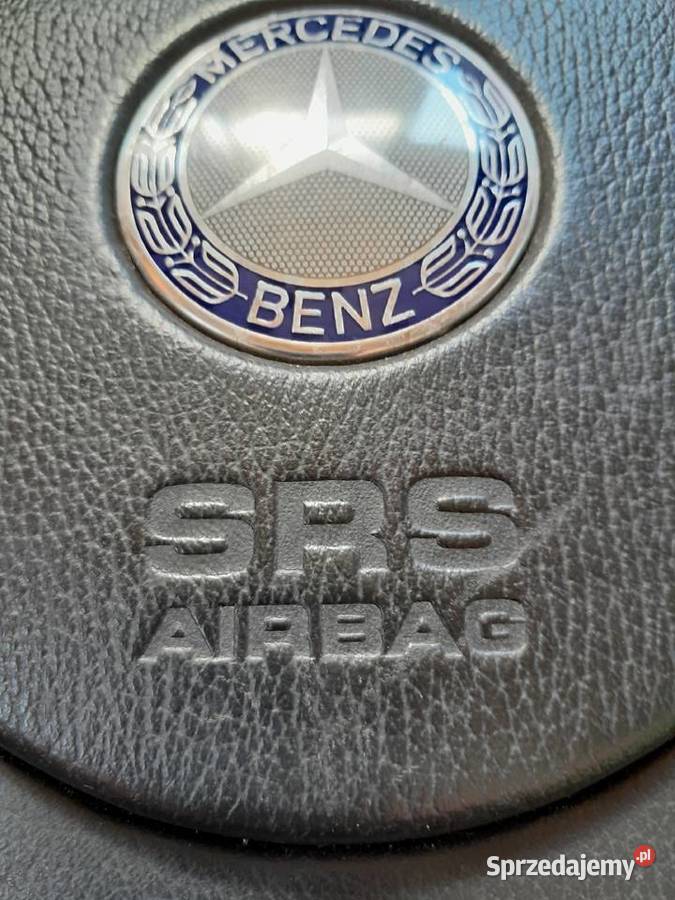 MERCEDES
BENZ
SRS
AIRBAG
Sprzedajemy.pl